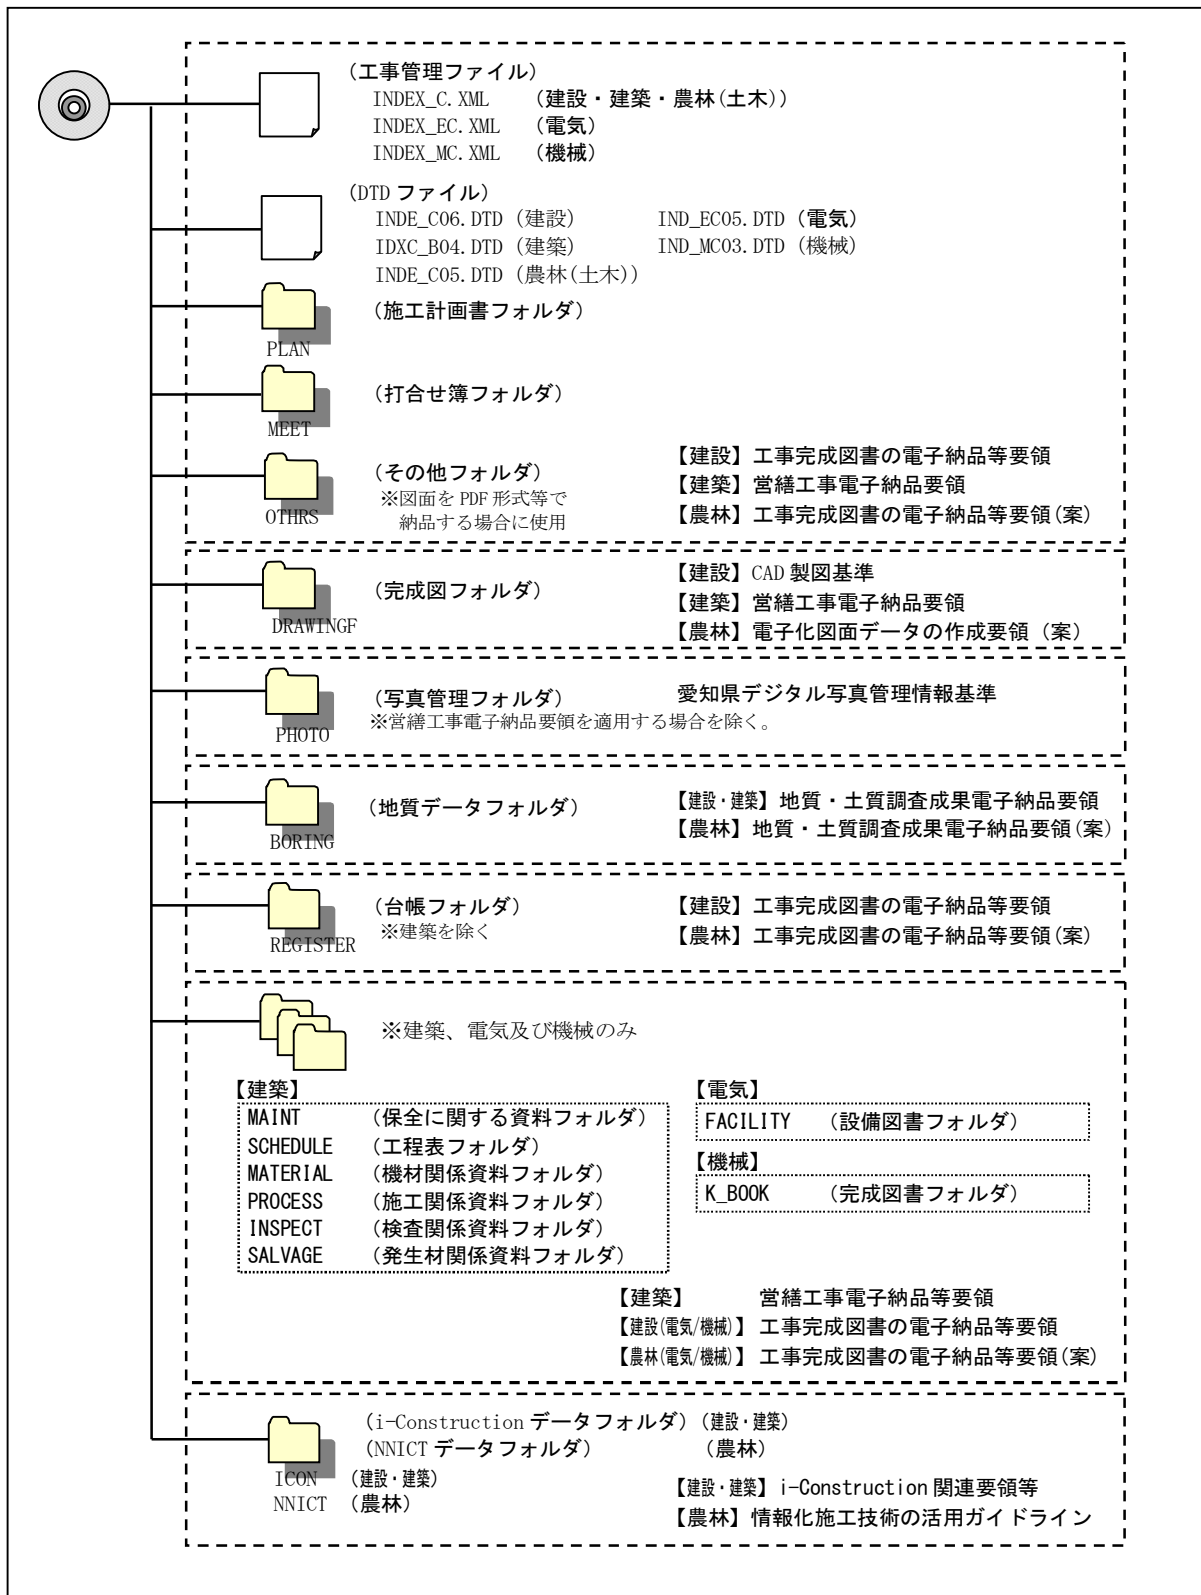 (工事管理ファイル)
INDEX_C.XML (建設・建築・農林(土木))
INDEX_EC.XML (電気)
INDEX_MC.XML (機械)
(DTD ファイル)
INDE_C06.DTD (建設) IND_EC05.DTD (電気)
IDXC_B04.DTD (建築) IND_MC03.DTD (機械)
INDE_C05.DTD (農林(土木))
(施工計画書フォルダ)
PLAN
(打合せ簿フォルダ)
MEET
(その他フォルダ)
※図面を PDF 形式等で
納品する場合に使用
OTHRS
【建設】工事完成図書の電子納品等要領
【建築】営繕工事電子納品要領
【農林】工事完成図書の電子納品等要領(案)
(完成図フォルダ)
DRAWINGF
【建設】CAD 製図基準
【建築】営繕工事電子納品要領
【農林】電子化図面データの作成要領(案)
(写真管理フォルダ) 愛知県デジタル写真管理情報基準
※営繕工事電子納品要領を適用する場合を除く。
PHOTO
(地質データフォルダ)
BORING
【建設・建築】地質・土質調査成果電子納品要領
【農林】地質・土質調査成果電子納品要領(案)
(台帳フォルダ)
※建築を除く
REGISTER
【建設】工事完成図書の電子納品等要領
【農林】工事完成図書の電子納品等要領(案)
※建築、電気及び機械のみ
【建築】
MAINT (保全に関する資料フォルダ)
SCHEDULE (工程表フォルダ)
MATERIAL (機材関係資料フォルダ)
PROCESS (施工関係資料フォルダ)
INSPECT (検査関係資料フォルダ)
SALVAGE (発生材関係資料フォルダ)
【電気】
FACILITY (設備図書フォルダ)
【機械】
K_BOOK (完成図書フォルダ)
【建築】 営繕工事電子納品等要領
【建設(電気/機械)】工事完成図書の電子納品等要領
【農林(電気/機械)】工事完成図書の電子納品等要領(案)
(i-Construction データフォルダ)(建設・建築)
(NNICT データフォルダ) (農林)
ICON (建設・建築)
NNICT (農林)
【建設・建築】i-Construction 関連要領等
【農林】情報化施工技術の活用ガイドライン